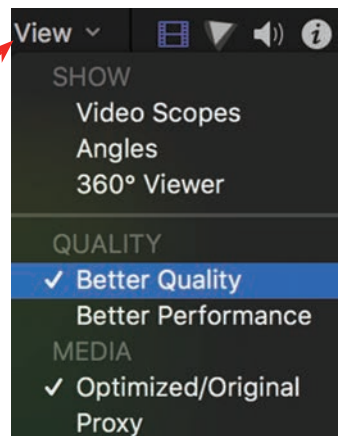 View
SHOW
Video Scopes
Angles
360° Viewer
QUALITY
✓ Better Quality
Better Performance
MEDIA
✓ Optimized/Original
Proxy